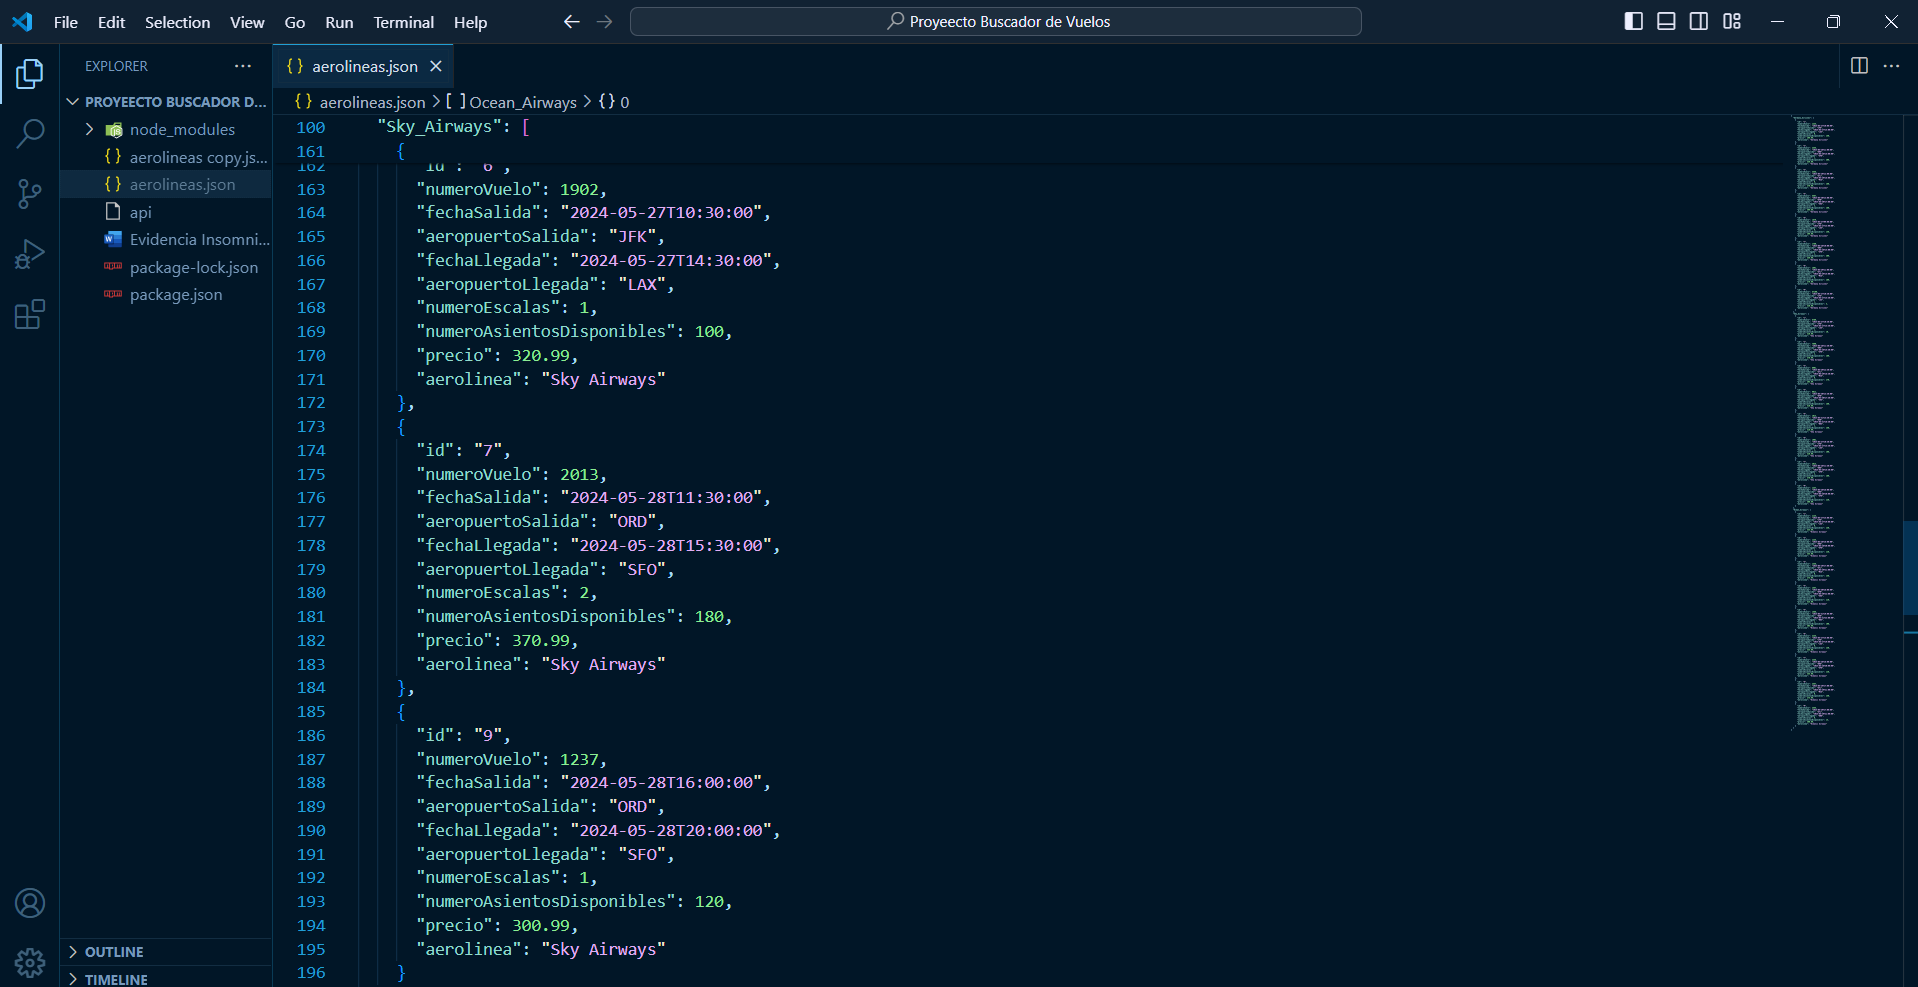 File Edit Selection View Go Run Terminal Help
Proyeecto Buscador de Vuelos
EXPLORER
PROYEECTO BUSCADOR D...
node_modules
aerolineas copy.js...
aerolineas.json
api
Evidencia Insomni...
package-lock.json
package.json
OUTLINE
TIMELINE
aerolineas.json
aerolineas.json > [ ] Ocean_Airways > {} 0
100 "Sky_Airways": [
161 {
162 "id": "6",
163 "numeroVuelo": 1902,
164 "fechaSalida": "2024-05-27T10:30:00",
165 "aeropuertoSalida": "JFK",
166 "fechaLlegada": "2024-05-27T14:30:00",
167 "aeropuertoLlegada": "LAX",
168 "numeroEscalas": 1,
169 "numeroAsientosDisponibles": 100,
170 "precio": 320.99,
171 "aerolinea": "Sky Airways"
172 },
173 {
174 "id": "7",
175 "numeroVuelo": 2013,
176 "fechaSalida": "2024-05-28T11:30:00",
177 "aeropuertoSalida": "ORD",
178 "fechaLlegada": "2024-05-28T15:30:00",
179 "aeropuertoLlegada": "SFO",
180 "numeroEscalas": 2,
181 "numeroAsientosDisponibles": 180,
182 "precio": 370.99,
183 "aerolinea": "Sky Airways"
184 },
185 {
186 "id": "9",
187 "numeroVuelo": 1237,
188 "fechaSalida": "2024-05-28T16:00:00",
189 "aeropuertoSalida": "ORD",
190 "fechaLlegada": "2024-05-28T20:00:00",
191 "aeropuertoLlegada": "SFO",
192 "numeroEscalas": 1,
193 "numeroAsientosDisponibles": 120,
194 "precio": 300.99,
195 "aerolinea": "Sky Airways"
196 }